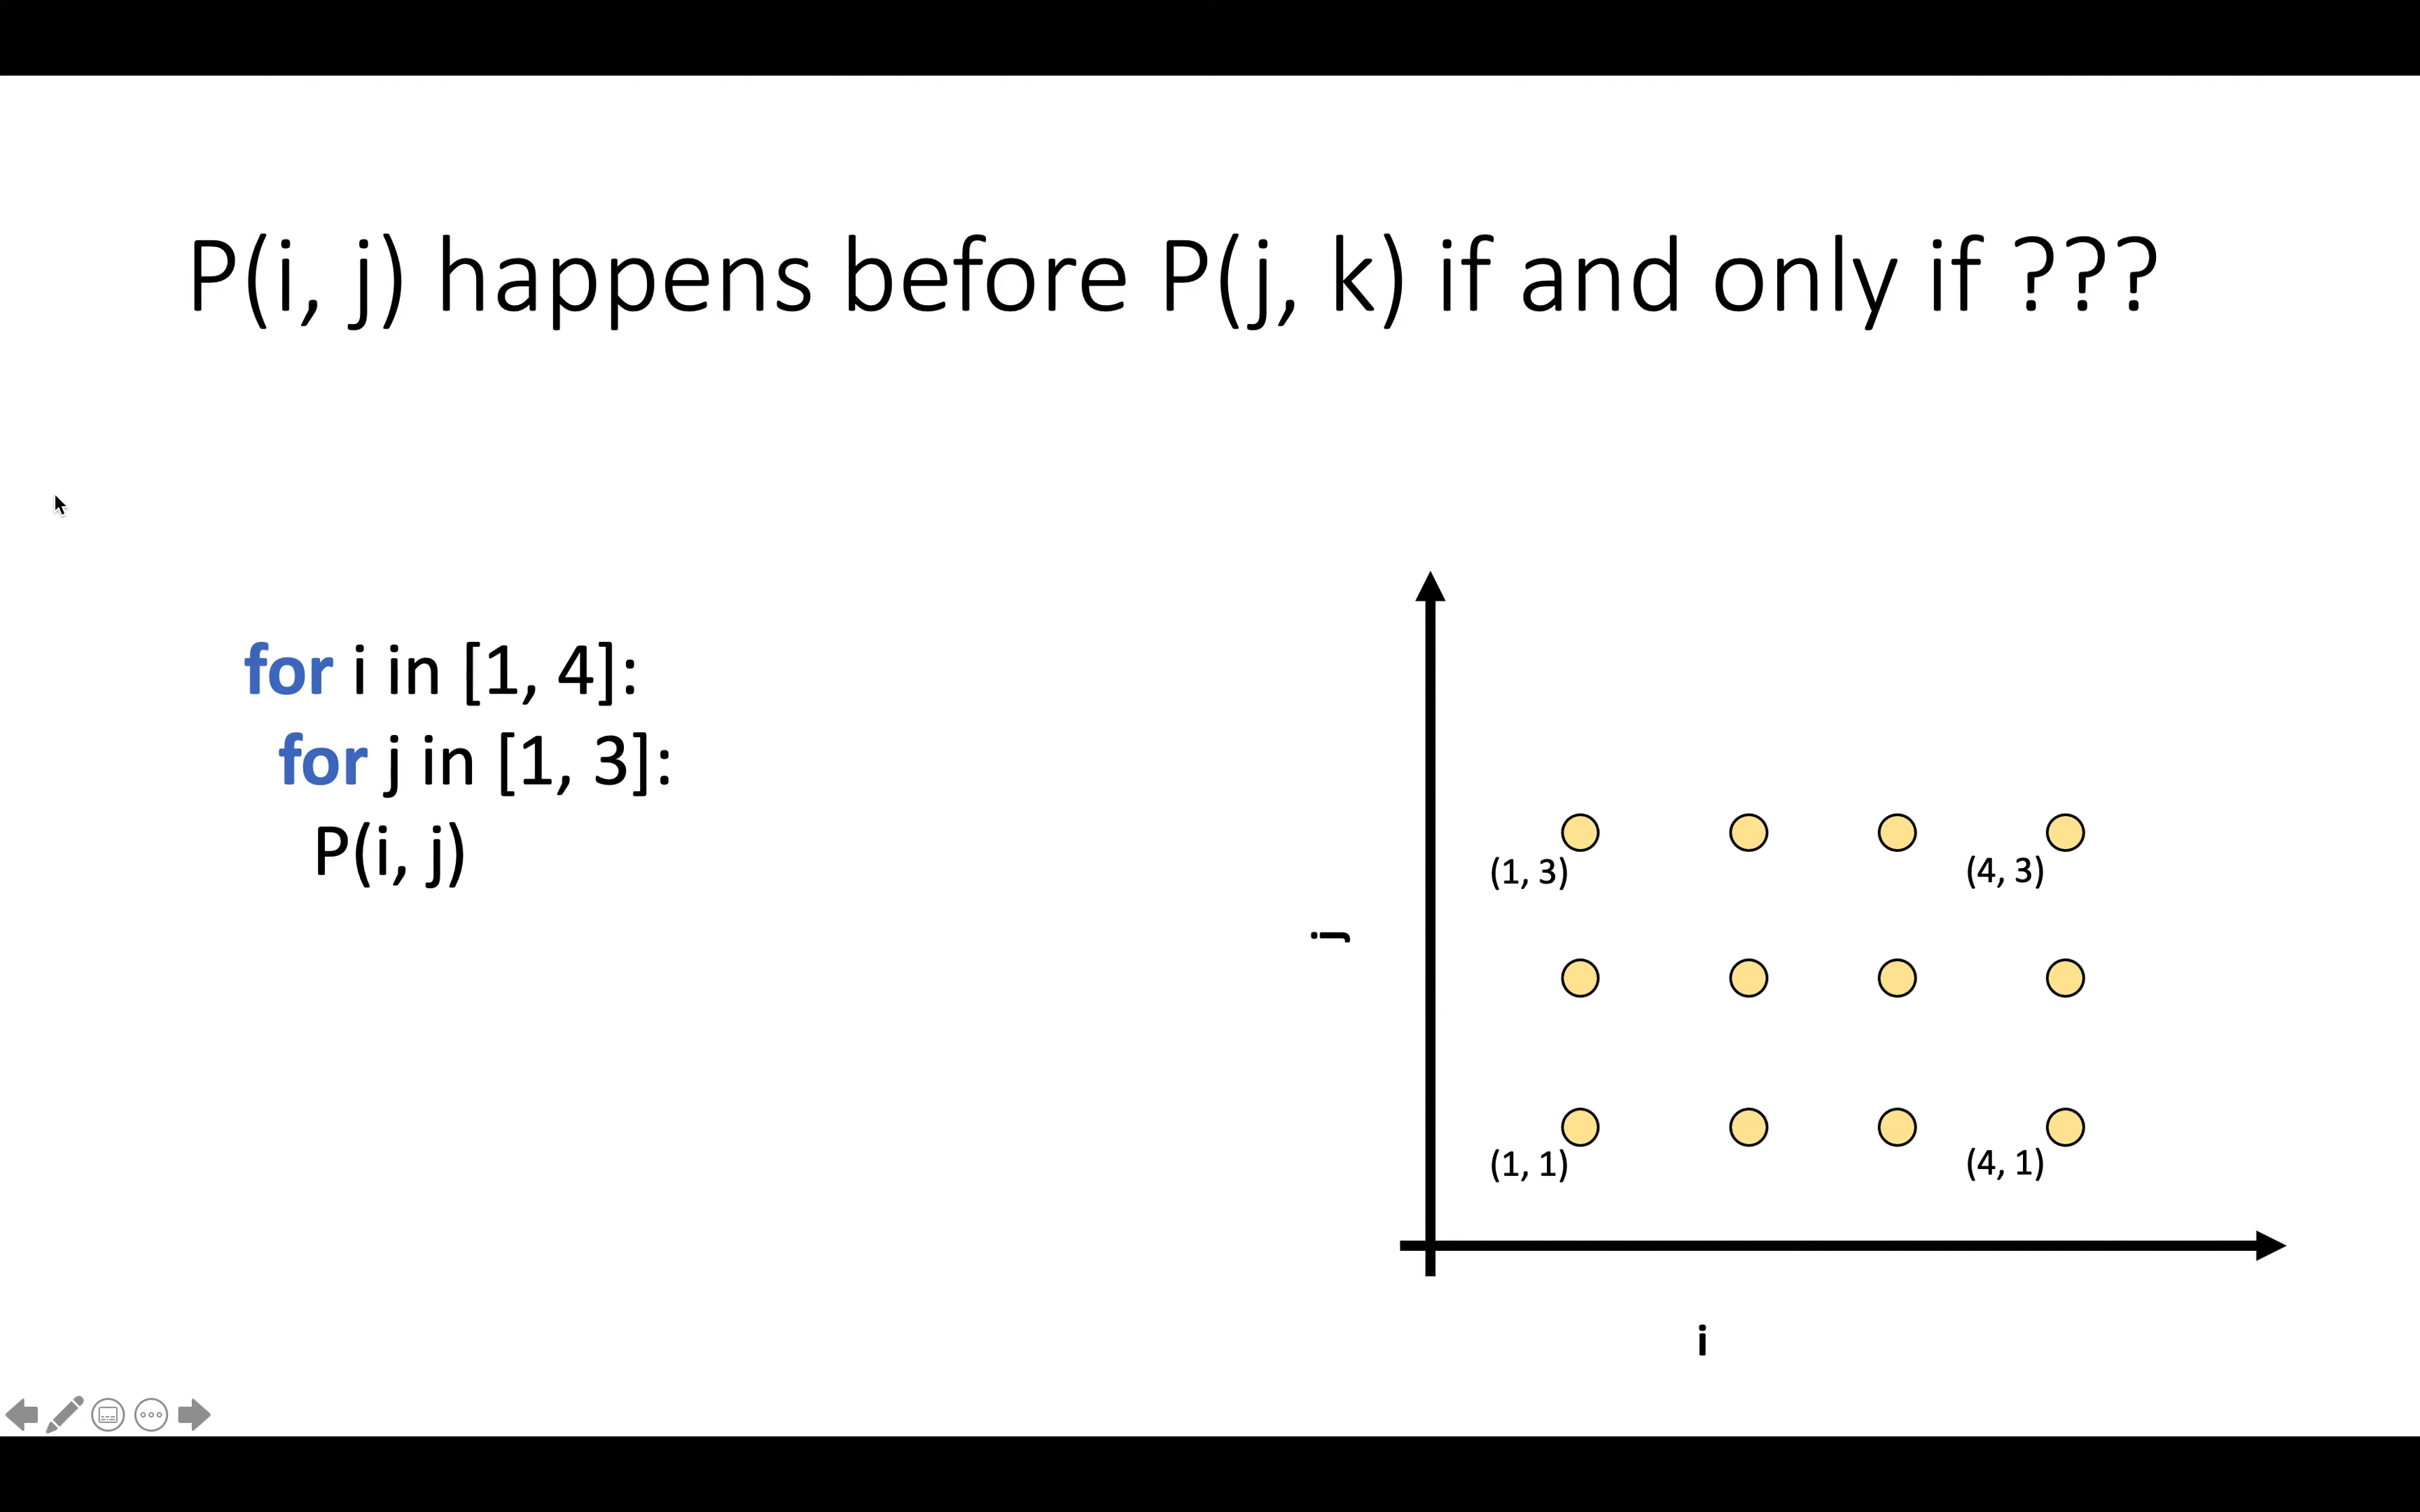 P(i, j) happens before P(j, k) if and only if ???
for i in [1, 4]:
for j in [1, 3]:
P(i, j)
(1, 3)
(4, 3)
j
(1, 1)
(4, 1)
i